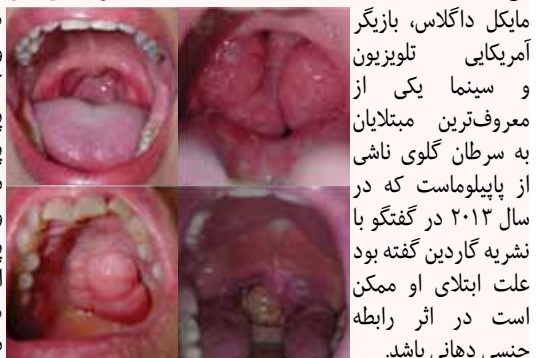 مایکل داگلاس، بازیگر
آمریکایی تلویزیون
و سینما یکی از
معروف‌ترین مبتلایان
به سرطان گلوی ناشی
از پاپیلوماست که در
سال ۲۰۱۳ در گفتگو با
نشریه گاردین گفته بود
علت ابتلای او ممکن
است در اثر رابطه
جنسی دهانی باشد.